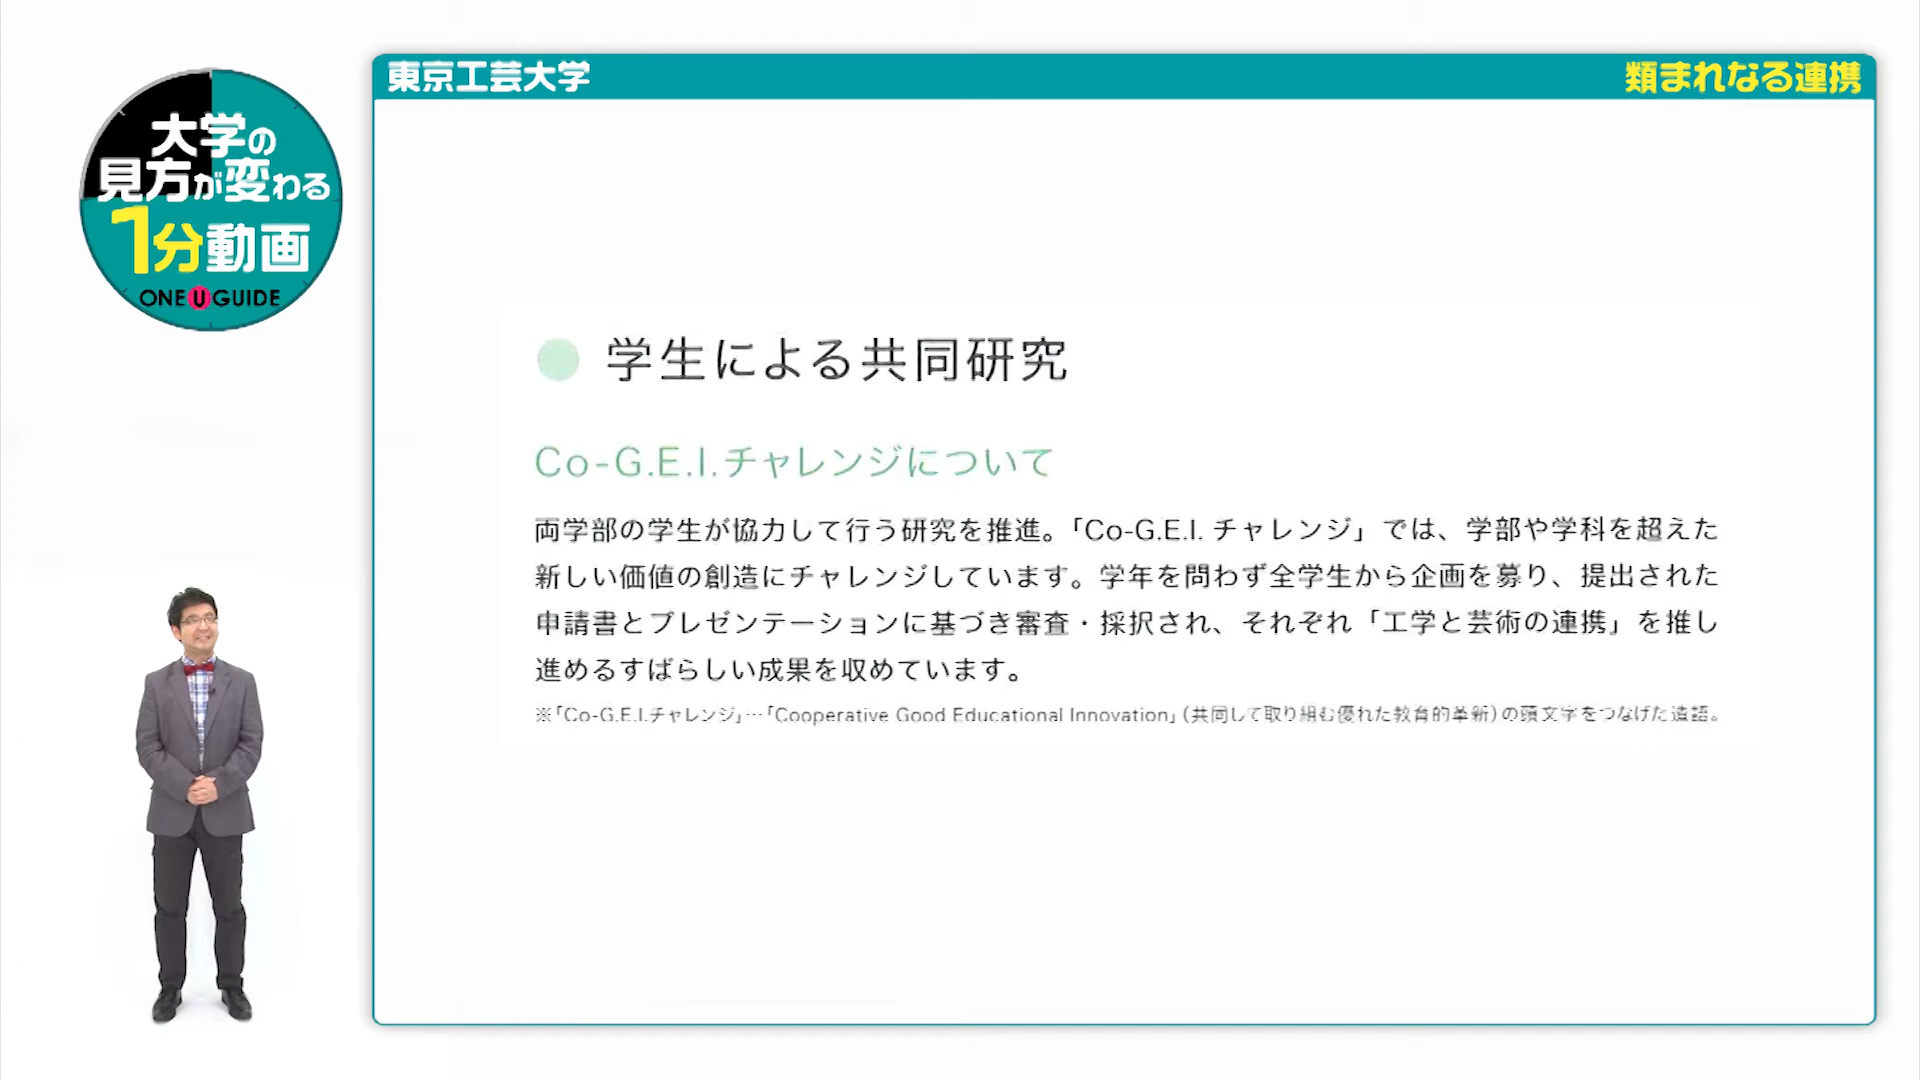 大学の
見方が変わる
1分動画
ONE U GUIDE
東京工芸大学
類まれなる連携
学生による共同研究
Co-G.E.I.チャレンジについて
両学部の学生が協力して行う研究を推進。「Co-G.E.I. チャレンジ」では、学部や学科を超えた
新しい価値の創造にチャレンジしています。学年を問わず全学生から企画を募り、提出された
申請書とプレゼンテーションに基づき審査・採択され、それぞれ「工学と芸術の連携」を推し
進めるすばらしい成果を収めています。
※「Co-G.E.I.チャレンジ」…「Cooperative Good Educational Innovation」（共同して取り組む優れた教育的革新）の頭文字をつなげた造語。